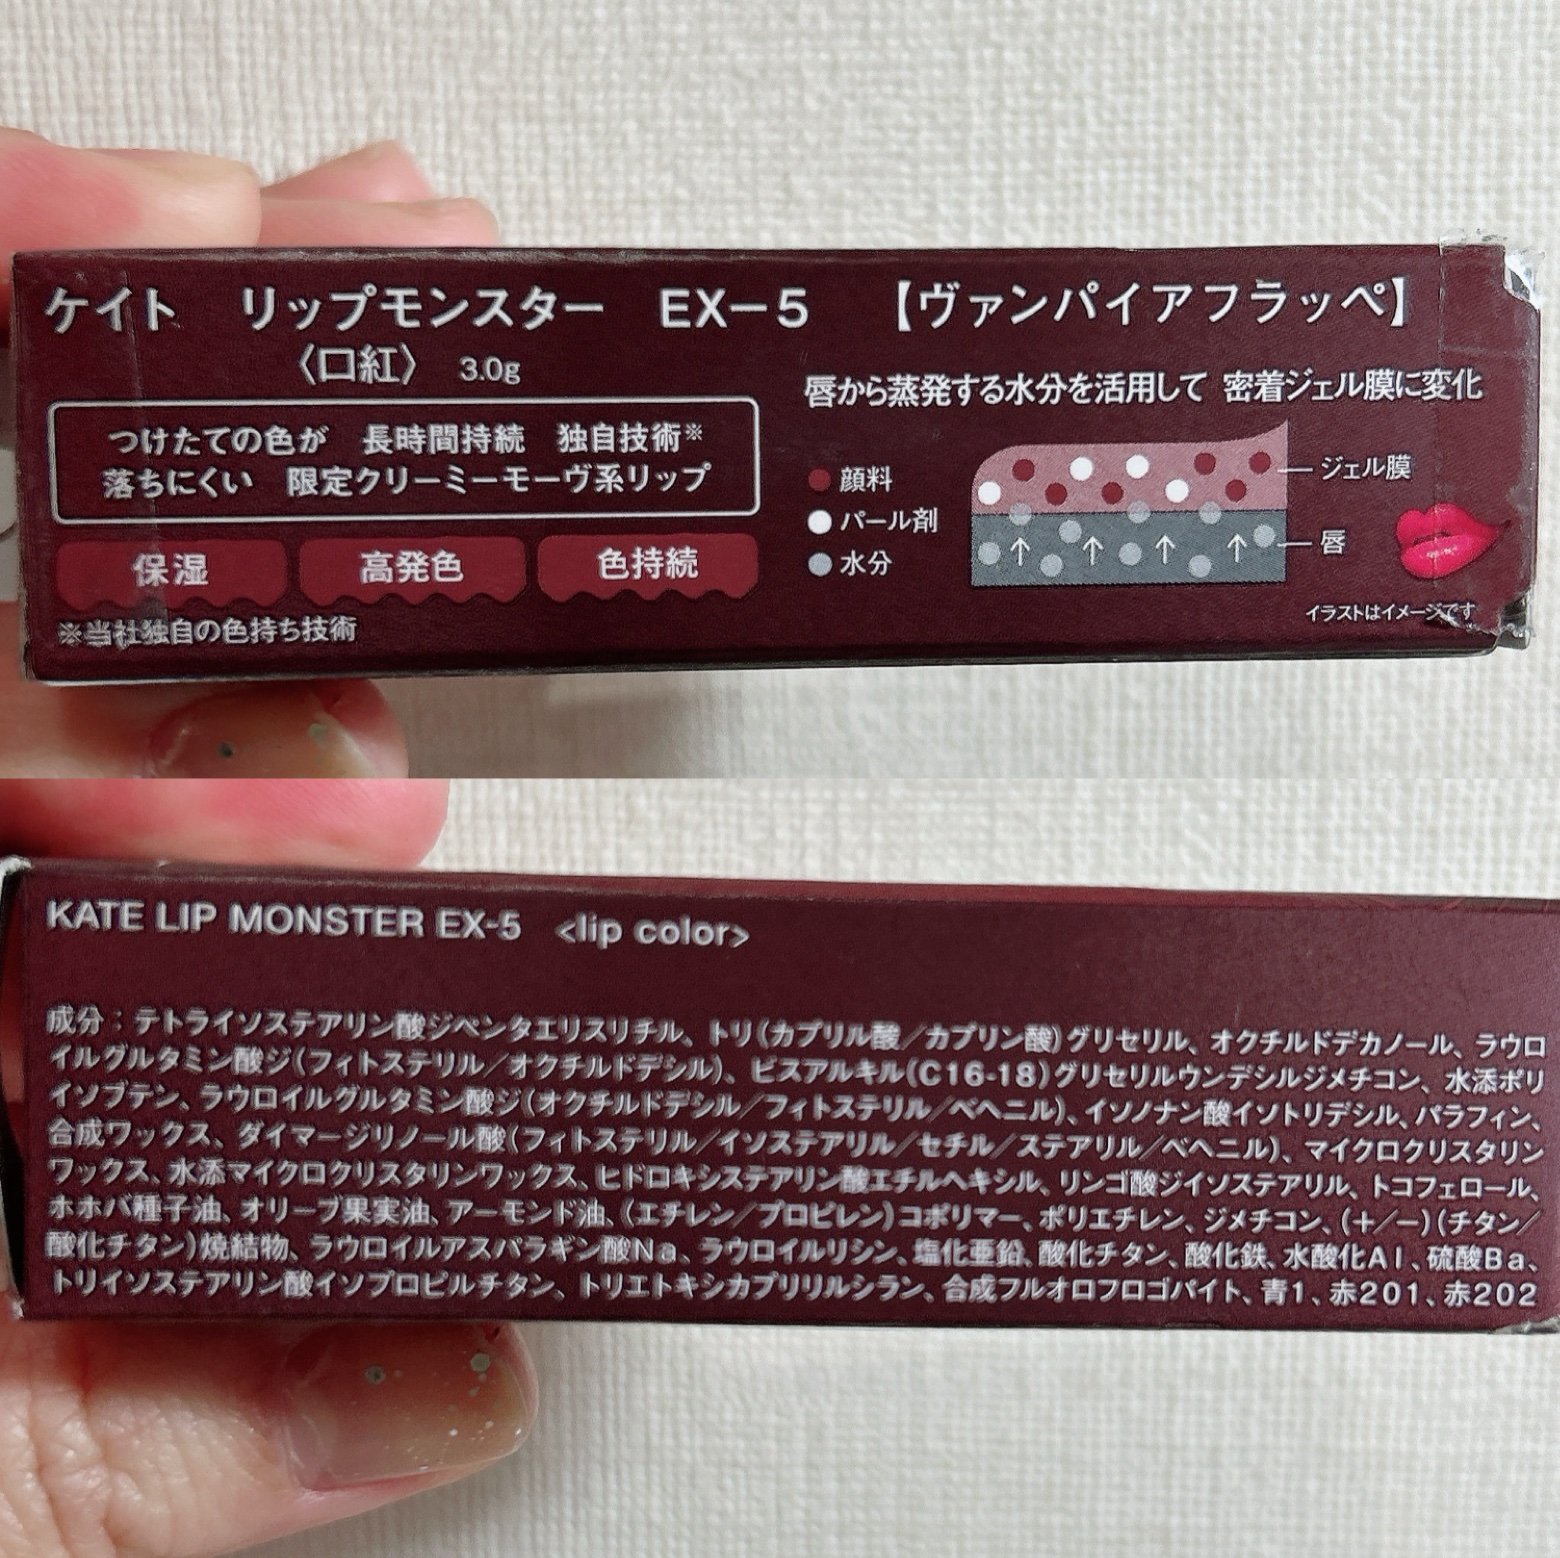 ケイト　リップモンスター　EX−5　【ヴァンパイアフラッペ】
〈口紅〉 3.0g
つけたての色が　長時間持続　独自技術※
落ちにくい　限定クリーミーモーヴ系リップ
保湿
高発色
色持続
※当社独自の色持ち技術
唇から蒸発する水分を活用して 密着ジェル膜に変化
顔料
パール剤
水分
ジェル膜
唇
イラストはイメージです
KATE LIP MONSTER EX-5　<lip color>
成分：テトライソステアリン酸ジペンタエリスリチル、トリ（カプリル酸／カプリン酸）グリセリル、オクチルドデカノール、ラウロ
イルグルタミン酸ジ（フィトステリル／オクチルドデシル）、ビスアルキル（C16-18）グリセリルウンデシルジメチコン、水添ポリ
イソブテン、ラウロイルグルタミン酸ジ（オクチルドデシル／フィトステリル／ベヘニル）、イソノナン酸イソトリデシル、パラフィン、
合成ワックス、ダイマージリノール酸（フィトステリル／イソステアリル／セチル／ステアリル／ベヘニル）、マイクロクリスタリン
ワックス、水添マイクロクリスタリンワックス、ヒドロキシステアリン酸エチルヘキシル、リンゴ酸ジイソステアリル、トコフェロール、
ホホバ種子油、オリーブ果実油、アーモンド油、（エチレン／プロピレン）コポリマー、ポリエチレン、ジメチコン、（＋／−）（チタン／
酸化チタン）焼結物、ラウロイルアスパラギン酸Na、ラウロイルリシン、塩化亜鉛、酸化チタン、酸化鉄、水酸化Al、硫酸Ba、
トリイソステアリン酸イソプロピルチタン、トリエトキシカプリリルシラン、合成フルオロフロゴパイト、青1、赤201、赤202